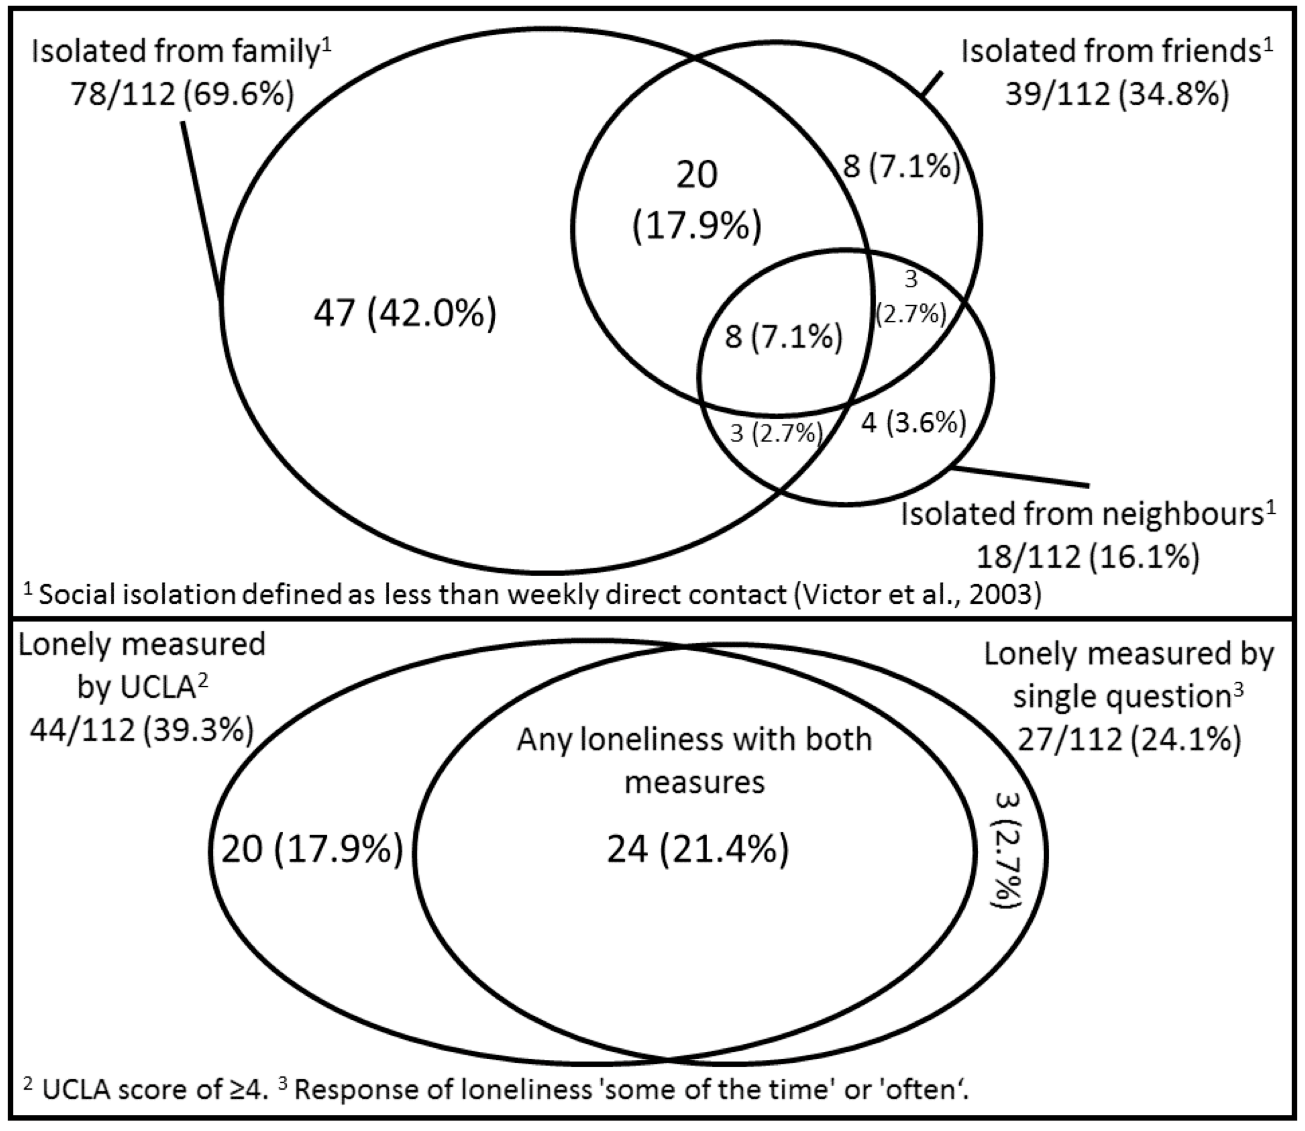 Isolated from family¹
78/112 (69.6%)
Isolated from friends¹
39/112 (34.8%)
20
(17.9%)
8 (7.1%)
47 (42.0%)
3
(2.7%)
8 (7.1%)
3 (2.7%)
4 (3.6%)
Isolated from neighbours¹
18/112 (16.1%)
¹ Social isolation defined as less than weekly direct contact (Victor et al., 2003)
Lonely measured
by UCLA²
44/112 (39.3%)
Lonely measured by
single question³
27/112 (24.1%)
Any loneliness with both
measures
20 (17.9%)
24 (21.4%)
3 (2.7%)
² UCLA score of ≥4. ³ Response of loneliness 'some of the time' or 'often‘.